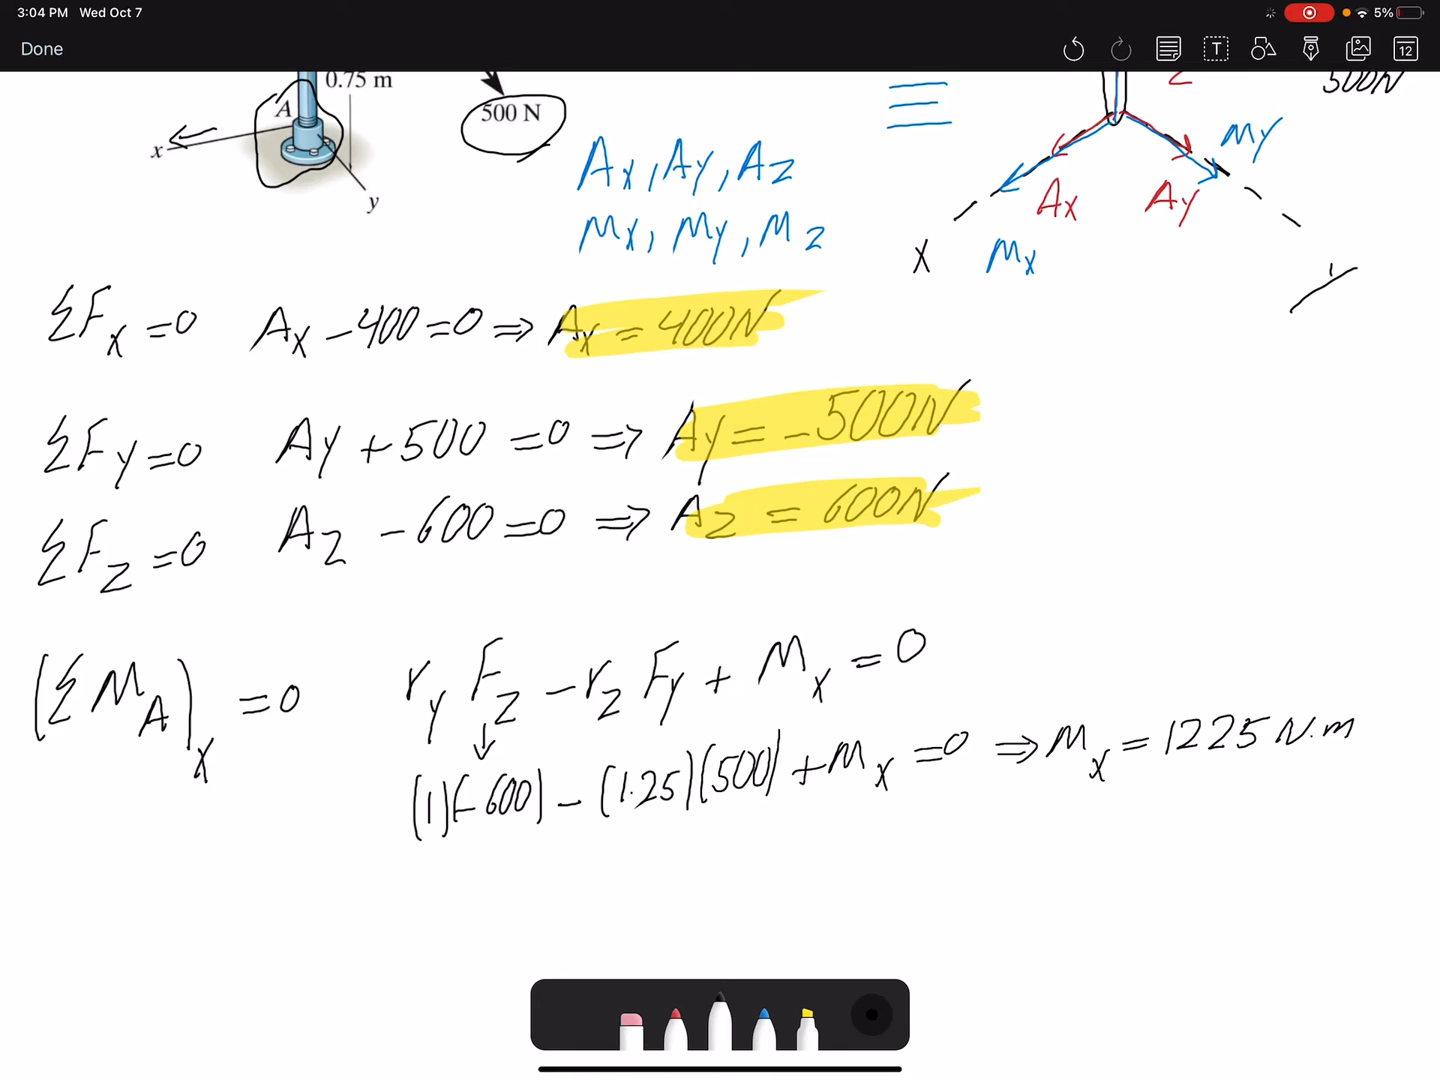 3:04 PM Wed Oct 7
5%
Done
T
12
0.75 m
A
500 N
x
y
Ax, Ay, Az
Mx, My, Mz
z
500N
My
Ax
Ay
x
Mx
y
ΣFx =0 Ax -400 =0 ⇒ Ax = 400N
ΣFy =0 Ay +500 =0 ⇒ Ay = -500N
ΣFz =0 Az -600 =0 ⇒ Az = 600N
(ΣMA)x =0 ry Fz - rz Fy + Mx =0
(1)(-600) - (1.25)(500) + Mx =0 ⇒ Mx = 1225 N.m